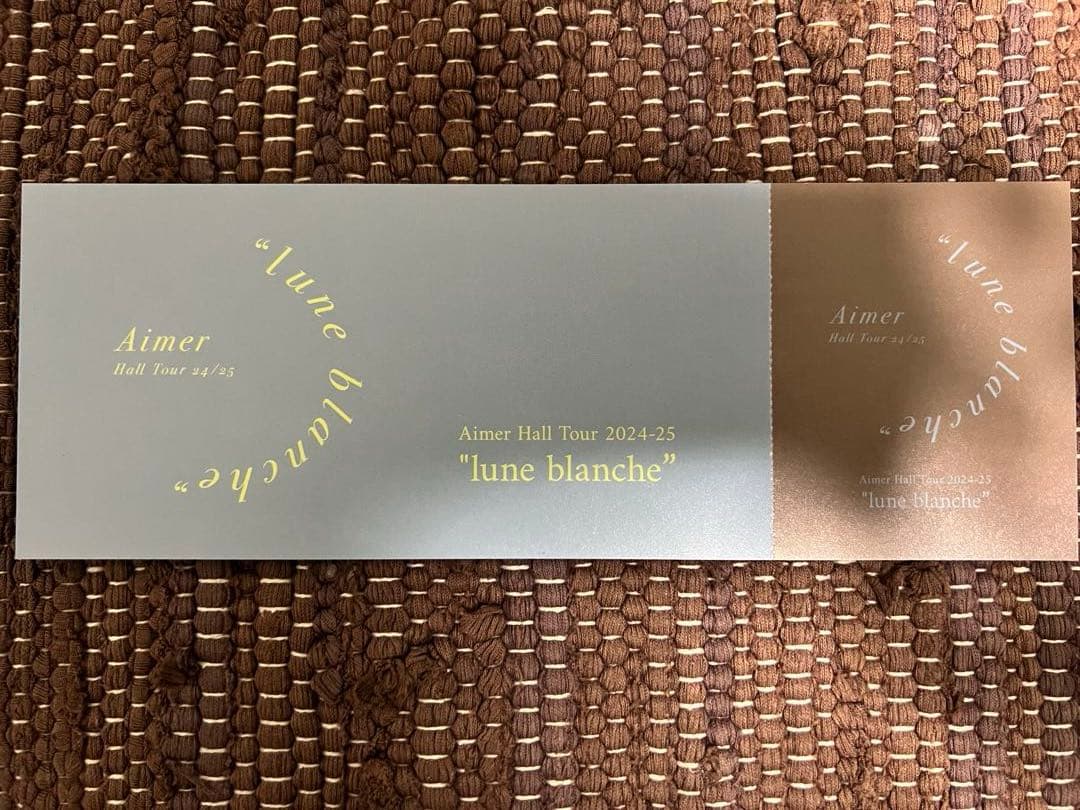 Aimer
Hall Tour 24/25
“lune blanche”
Aimer Hall Tour 2024-25
"lune blanche”
Aimer
Hall Tour 24/25
“lune blanche”
Aimer Hall Tour 2024-25
"lune blanche”